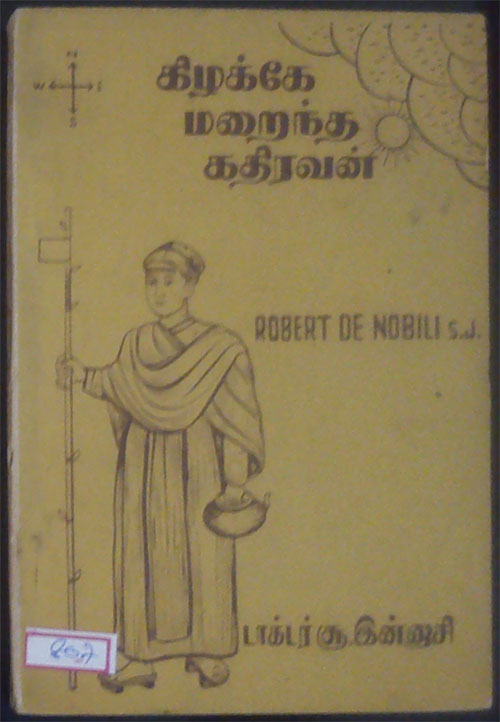 N
W E
S
கிழக்கே
மறைந்த
கதிரவன்
ROBERT DE NOBILI S.J.
டாக்டர் சூ. இன்னாசி